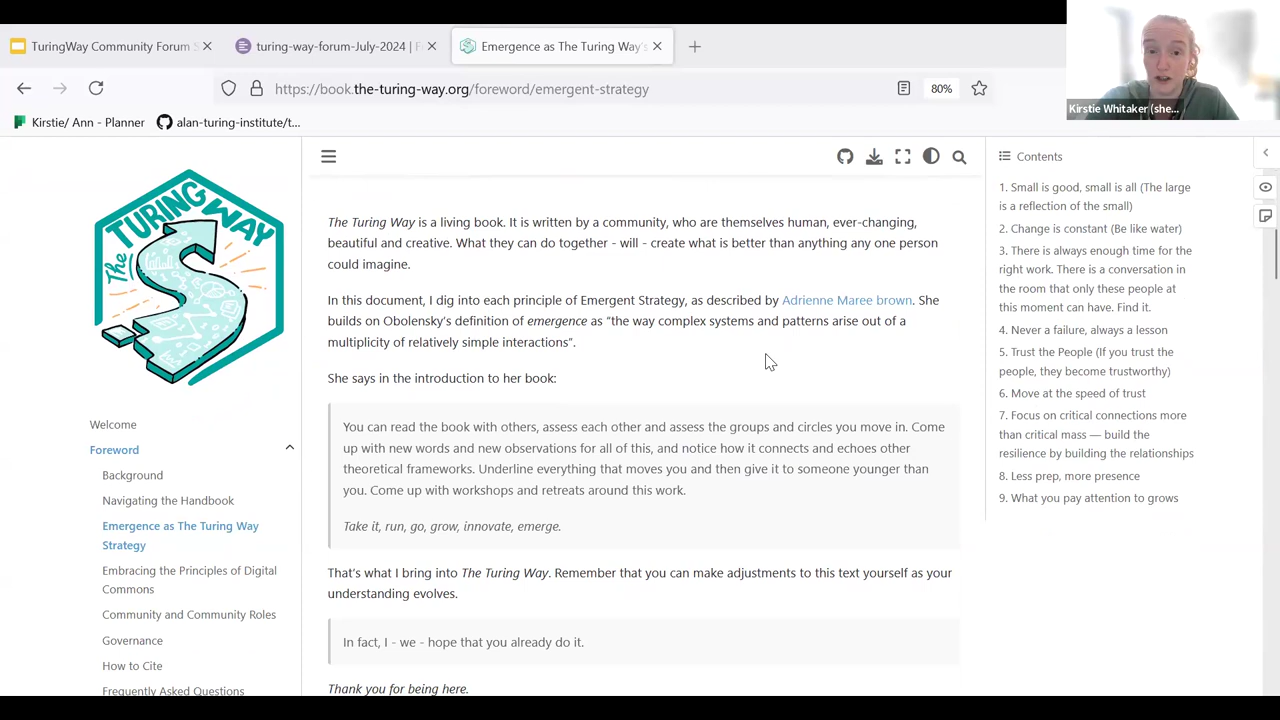 TuringWay Community Forum S
turing-way-forum-July-2024 | F
Emergence as The Turing Way's
https://book.the-turing-way.org/foreword/emergent-strategy
80%
Kirstie/ Ann - Planner
alan-turing-institute/t...
Kirstie Whitaker (she...
The TURING WAY
Welcome
Foreword
Background
Navigating the Handbook
Emergence as The Turing Way
Strategy
Embracing the Principles of Digital
Commons
Community and Community Roles
Governance
How to Cite
Frequently Asked Questions
The Turing Way is a living book. It is written by a community, who are themselves human, ever-changing,
beautiful and creative. What they can do together - will - create what is better than anything any one person
could imagine.
In this document, I dig into each principle of Emergent Strategy, as described by Adrienne Maree brown. She
builds on Obolensky's definition of emergence as "the way complex systems and patterns arise out of a
multiplicity of relatively simple interactions".
She says in the introduction to her book:
You can read the book with others, assess each other and assess the groups and circles you move in. Come
up with new words and new observations for all of this, and notice how it connects and echoes other
theoretical frameworks. Underline everything that moves you and then give it to someone younger than
you. Come up with workshops and retreats around this work.
Take it, run, go, grow, innovate, emerge.
That's what I bring into The Turing Way. Remember that you can make adjustments to this text yourself as your
understanding evolves.
In fact, I - we - hope that you already do it.
Thank you for being here.
Contents
1. Small is good, small is all (The large
is a reflection of the small)
2. Change is constant (Be like water)
3. There is always enough time for the
right work. There is a conversation in
the room that only these people at
this moment can have. Find it.
4. Never a failure, always a lesson
5. Trust the People (If you trust the
people, they become trustworthy)
6. Move at the speed of trust
7. Focus on critical connections more
than critical mass — build the
resilience by building the relationships
8. Less prep, more presence
9. What you pay attention to grows